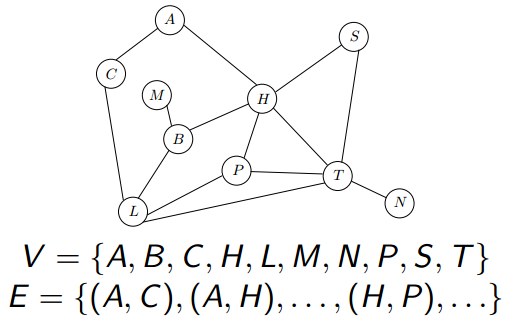 A
S
C
M
H
B
P
T
L
N
V = {A, B, C, H, L, M, N, P, S, T}
E = {(A, C), (A, H), . . . , (H, P), . . .}